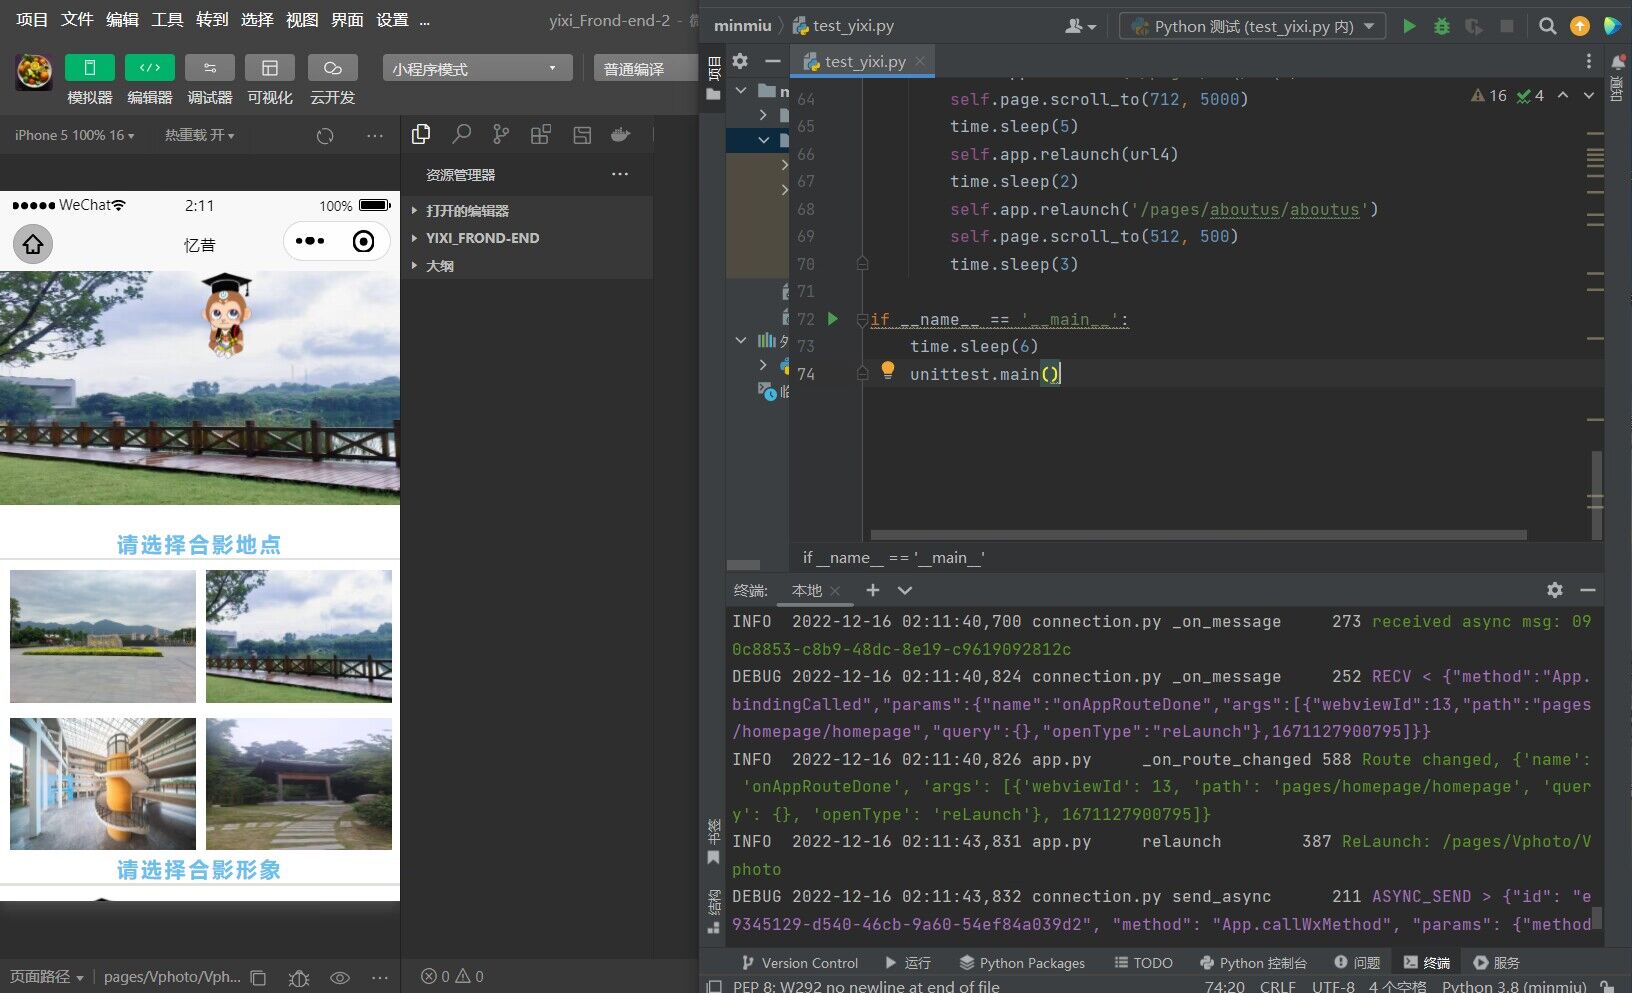 项目 文件 编辑 工具 转到 选择 视图 界面 设置 ...
yixi_Frond-end-2 -
模拟器 编辑器 调试器 可视化 云开发
小程序模式
普通编译
iPhone 5 100% 16
热重载 开
WeChat
2:11
100%
忆昔
请选择合影地点
请选择合影形象
页面路径
pages/Vphoto/Vph...
资源管理器
打开的编辑器
YIXI_FROND-END
大纲
0 0
minmiu
test_yixi.py
Python 测试 (test_yixi.py 内)
项目
test_yixi.py
通知
16 4
64 self.page.scroll_to(712, 5000)
65 time.sleep(5)
66 self.app.relaunch(url4)
67 time.sleep(2)
68 self.app.relaunch('/pages/aboutus/aboutus')
69 self.page.scroll_to(512, 500)
70 time.sleep(3)
71
72 if __name__ == '__main__':
73 time.sleep(6)
74 unittest.main()
if __name__ == '__main__'
终端: 本地
INFO 2022-12-16 02:11:40,700 connection.py _on_message 273 received async msg: 09
0c8853-c8b9-48dc-8e19-c9619092812c
DEBUG 2022-12-16 02:11:40,824 connection.py _on_message 252 RECV < {"method":"App.
bindingCalled","params":{"name":"onAppRouteDone","args":[{"webviewId":13,"path":"pages
/homepage/homepage","query":{},"openType":"reLaunch"},1671127900795]}}
INFO 2022-12-16 02:11:40,826 app.py _on_route_changed 588 Route changed, {'name':
'onAppRouteDone', 'args': [{'webviewId': 13, 'path': 'pages/homepage/homepage', 'quer
y': {}, 'openType': 'reLaunch'}, 1671127900795]}
INFO 2022-12-16 02:11:43,831 app.py relaunch 387 ReLaunch: /pages/Vphoto/V
photo
DEBUG 2022-12-16 02:11:43,832 connection.py send_async 211 ASYNC_SEND > {"id": "e
9345129-d540-46cb-9a60-54ef84a039d2", "method": "App.callWxMethod", "params": {"method
书签
结构
Version Control 运行 Python Packages TODO Python 控制台 问题 终端 服务
PEP 8: W292 no newline at end of file
74:20 CRLF UTF-8 4 个空格 Python 3.8 (minmiu)